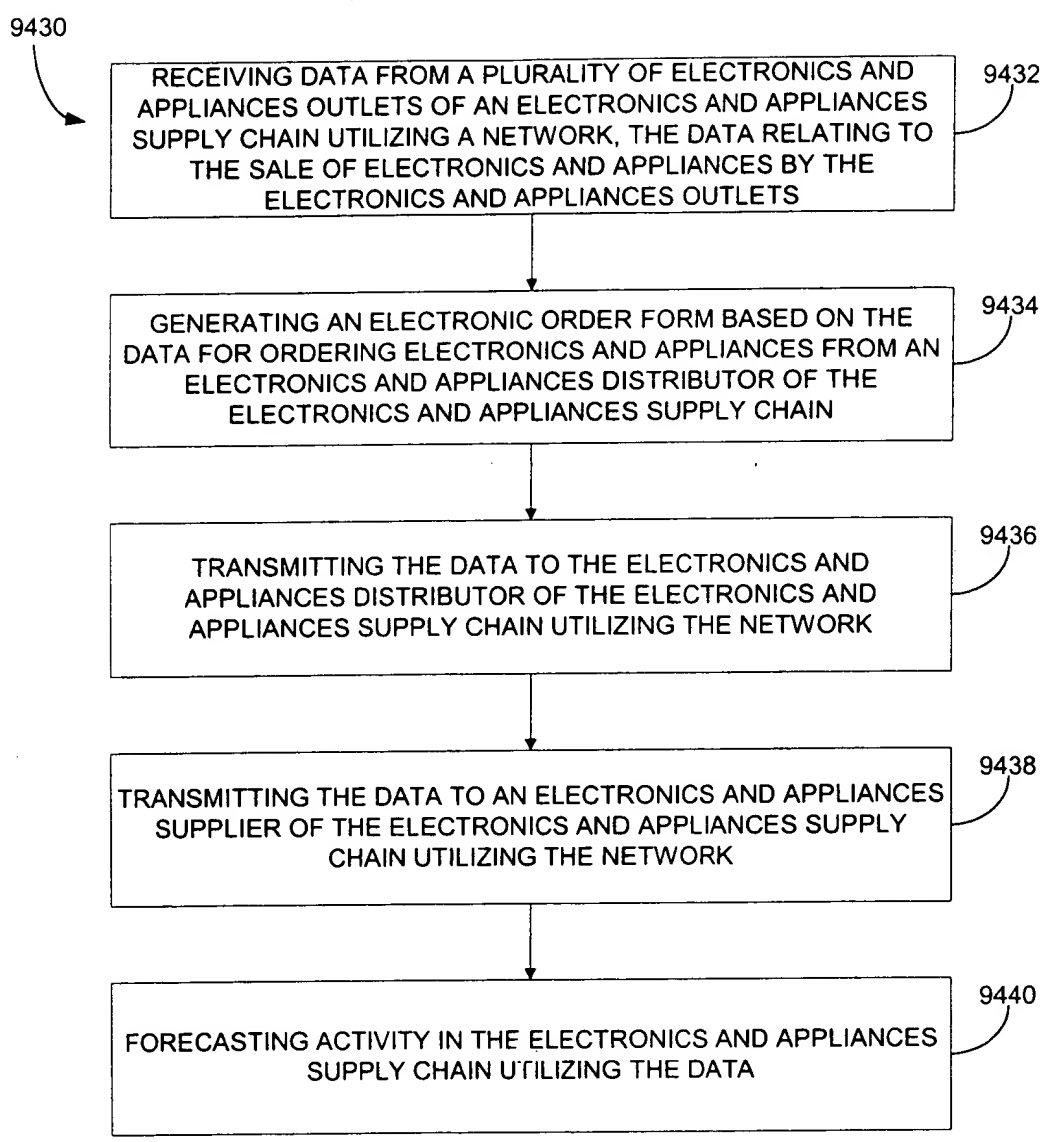 9430
RECEIVING DATA FROM A PLURALITY OF ELECTRONICS AND
APPLIANCES OUTLETS OF AN ELECTRONICS AND APPLIANCES
SUPPLY CHAIN UTILIZING A NETWORK, THE DATA RELATING TO
THE SALE OF ELECTRONICS AND APPLIANCES BY THE
ELECTRONICS AND APPLIANCES OUTLETS
9432
GENERATING AN ELECTRONIC ORDER FORM BASED ON THE
DATA FOR ORDERING ELECTRONICS AND APPLIANCES FROM AN
ELECTRONICS AND APPLIANCES DISTRIBUTOR OF THE
ELECTRONICS AND APPLIANCES SUPPLY CHAIN
9434
TRANSMITTING THE DATA TO THE ELECTRONICS AND
APPLIANCES DISTRIBUTOR OF THE ELECTRONICS AND
APPLIANCES SUPPLY CHAIN UTILIZING THE NETWORK
9436
TRANSMITTING THE DATA TO AN ELECTRONICS AND APPLIANCES
SUPPLIER OF THE ELECTRONICS AND APPLIANCES SUPPLY
CHAIN UTILIZING THE NETWORK
9438
FORECASTING ACTIVITY IN THE ELECTRONICS AND APPLIANCES
SUPPLY CHAIN UTILIZING THE DATA
9440